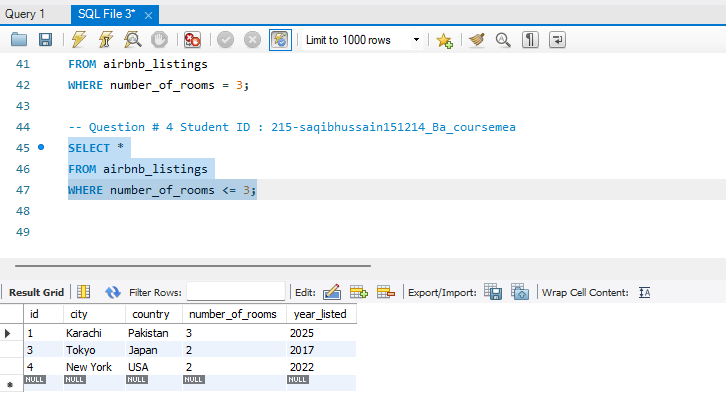 Query 1 SQL File 3* ×
Limit to 1000 rows
41 FROM airbnb_listings
42 WHERE number_of_rooms = 3;
43
44 -- Question # 4 Student ID : 215-saqibhussain151214_Ba_coursemea
45 SELECT *
46 FROM airbnb_listings
47 WHERE number_of_rooms <= 3;
48
49
Result Grid Filter Rows: Edit: Export/Import: Wrap Cell Content: IA
id city country number_of_rooms year_listed
1 Karachi Pakistan 3 2025
3 Tokyo Japan 2 2017
4 New York USA 2 2022
NULL NULL NULL NULL NULL